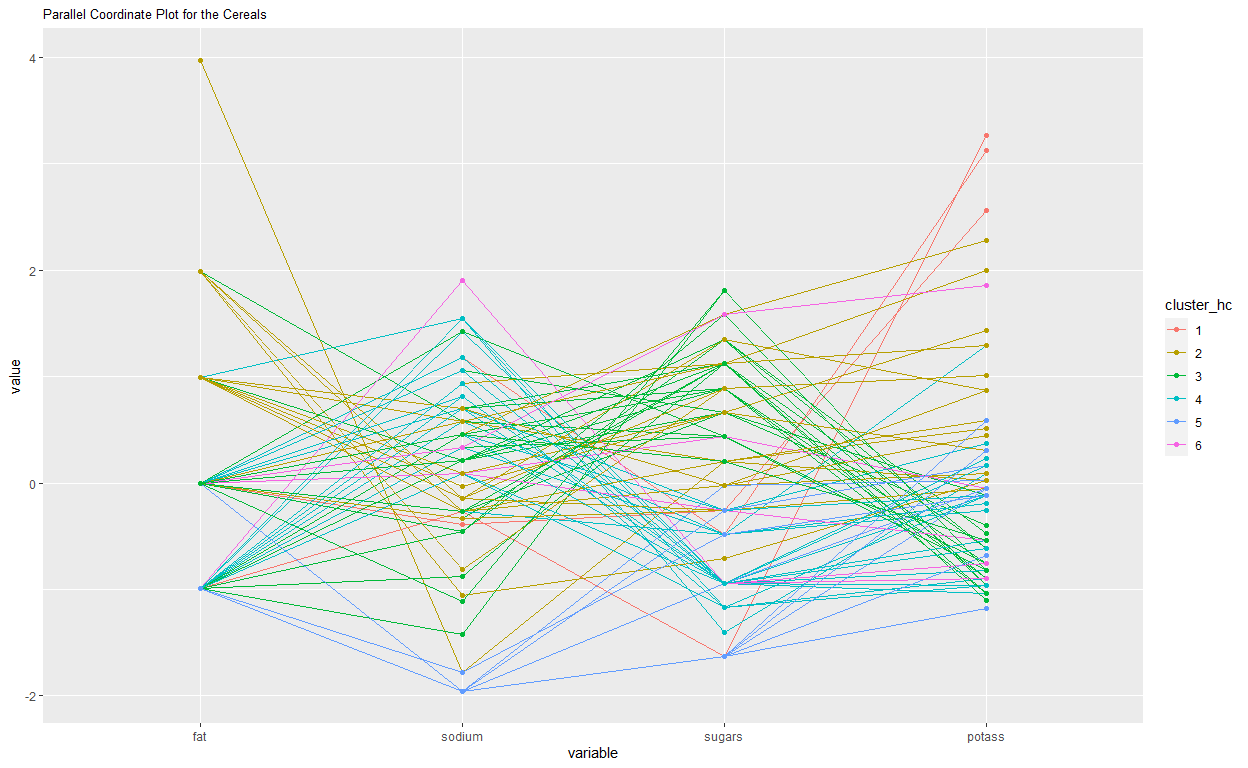 Parallel Coordinate Plot for the Cereals
4
2
0
-2
value
fat
sodium
sugars
potass
variable
cluster_hc
1
2
3
4
5
6